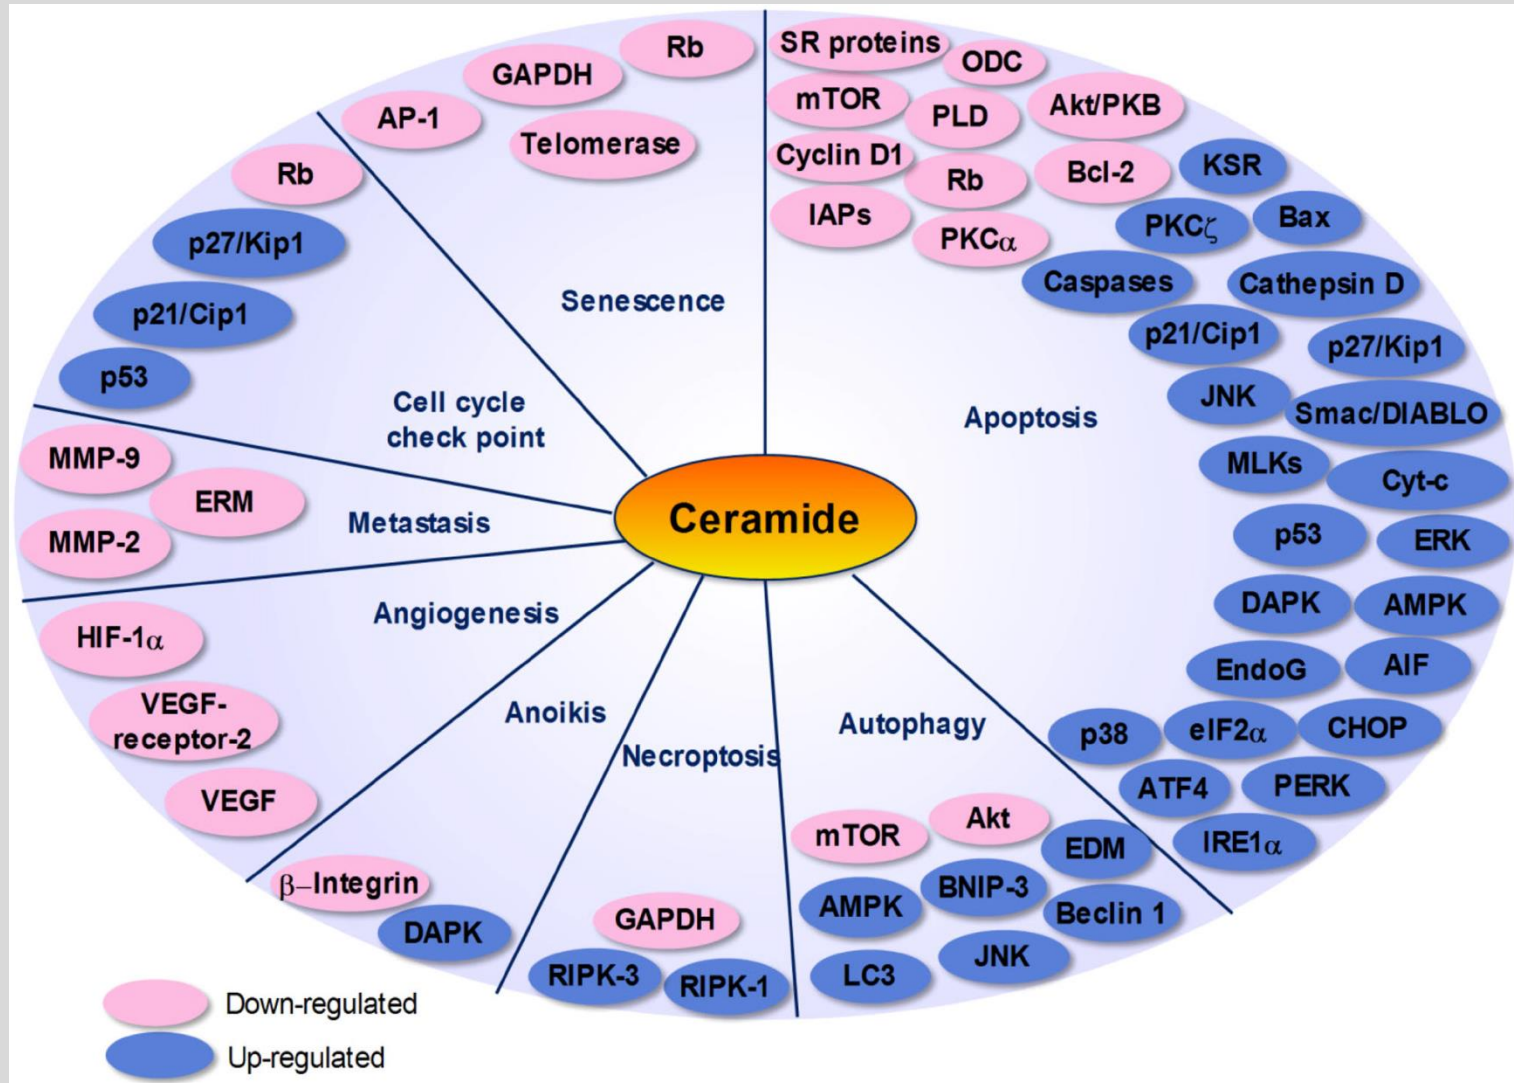 Rb
GAPDH
AP-1
Telomerase
Senescence
SR proteins
ODC
mTOR
PLD
Akt/PKB
Cyclin D1
Rb
Bcl-2
KSR
IAPs
PKCα
PKCζ
Bax
Caspases
Cathepsin D
p21/Cip1
p27/Kip1
JNK
Smac/DIABLO
MLKs
Cyt-c
p53
ERK
DAPK
AMPK
EndoG
AIF
p38
eIF2α
CHOP
ATF4
PERK
IRE1α
Apoptosis
Rb
p27/Kip1
p21/Cip1
p53
Cell cycle
check point
MMP-9
ERM
MMP-2
Metastasis
Ceramide
Angiogenesis
HIF-1α
VEGF-
receptor-2
VEGF
Anoikis
β–Integrin
DAPK
Necroptosis
GAPDH
RIPK-3
RIPK-1
Autophagy
mTOR
Akt
EDM
AMPK
BNIP-3
Beclin 1
LC3
JNK
Down-regulated
Up-regulated